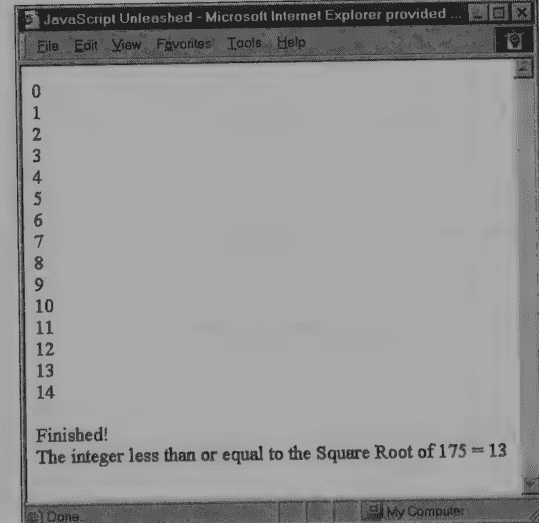 JavaScript Unleashed - Microsoft Internet Explorer provided ...
File Edit View Favorites Tools Help
0
1
2
3
4
5
6
7
8
9
10
11
12
13
14
Finished!
The integer less than or equal to the Square Root of 175 = 13
Done
My Computer